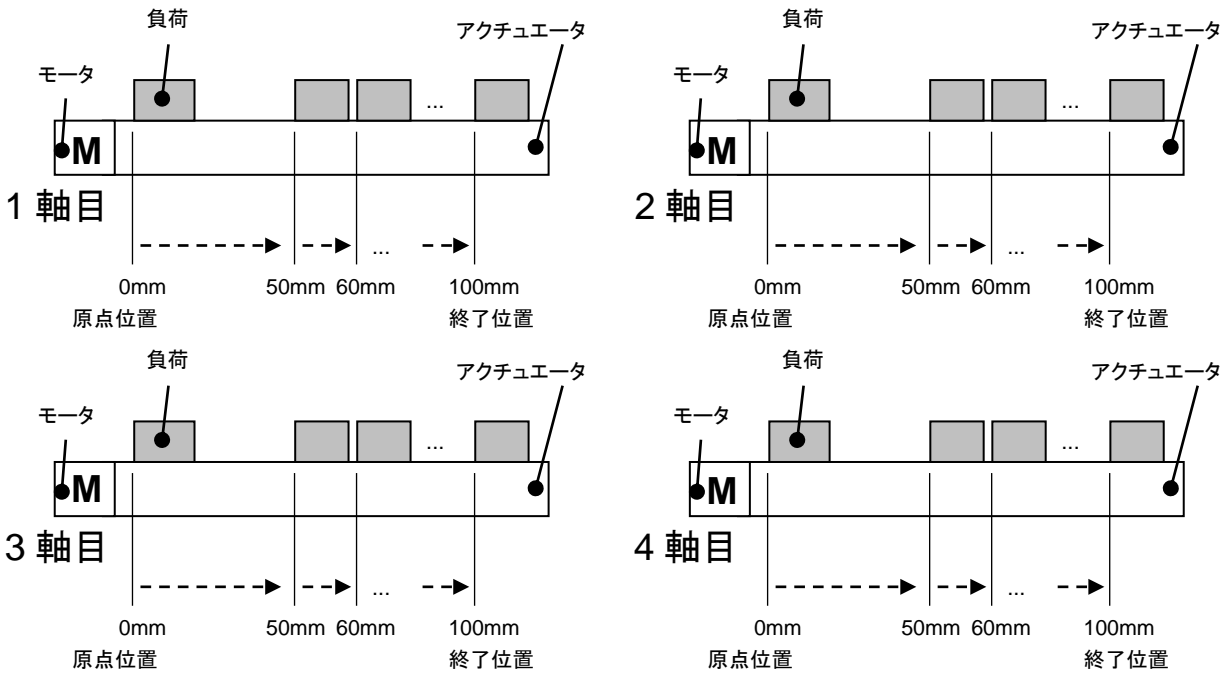 負荷
アクチュエータ
モータ
...
M
1 軸目
...
0mm 50mm 60mm 100mm
原点位置 終了位置
負荷
アクチュエータ
モータ
...
M
2 軸目
...
0mm 50mm 60mm 100mm
原点位置 終了位置
負荷
アクチュエータ
モータ
...
M
3 軸目
...
0mm 50mm 60mm 100mm
原点位置 終了位置
負荷
アクチュエータ
モータ
...
M
4 軸目
...
0mm 50mm 60mm 100mm
原点位置 終了位置